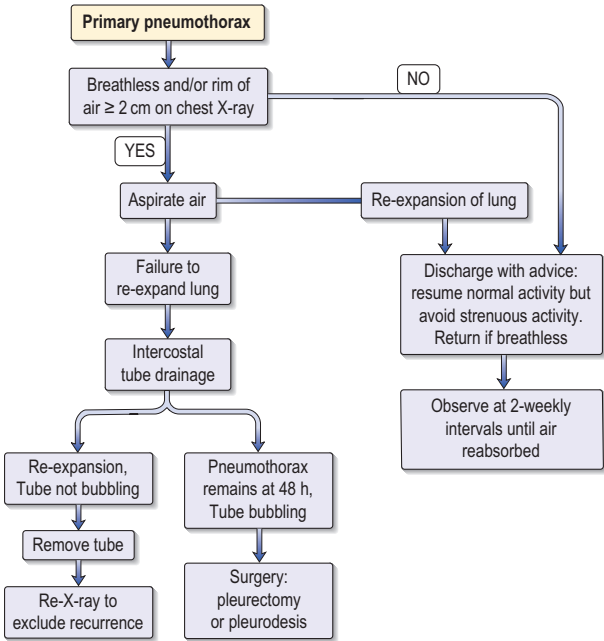 Primary pneumothorax
Breathless and/or rim of
air ≥ 2 cm on chest X-ray
NO
YES
Aspirate air
Re-expansion of lung
Failure to
re-expand lung
Discharge with advice:
resume normal activity but
avoid strenuous activity.
Return if breathless
Intercostal
tube drainage
Observe at 2-weekly
intervals until air
reabsorbed
Re-expansion,
Tube not bubbling
Pneumothorax
remains at 48 h,
Tube bubbling
Remove tube
Re-X-ray to
exclude recurrence
Surgery:
pleurectomy
or pleurodesis